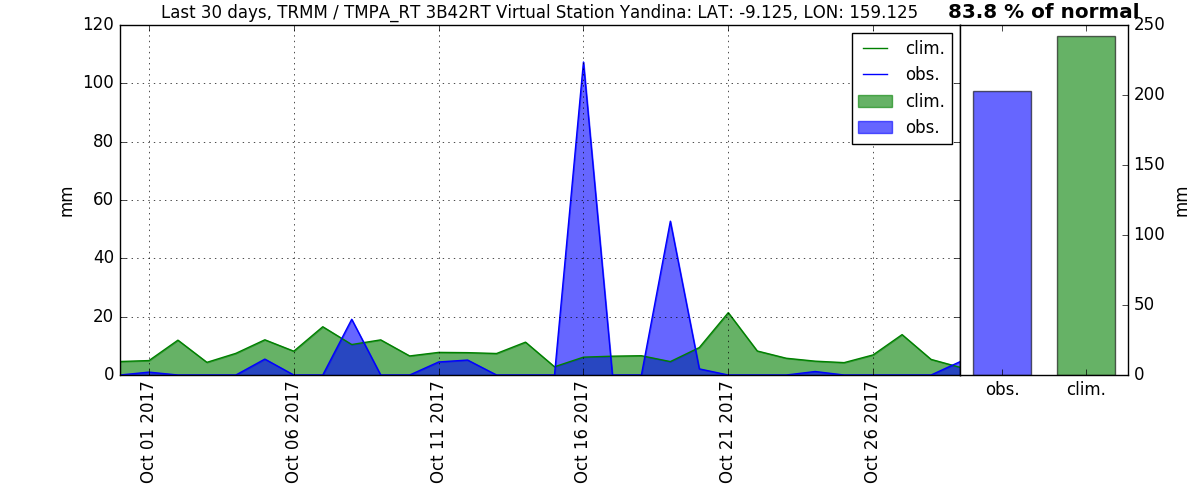 Last 30 days, TRMM / TMPA_RT 3B42RT Virtual Station Yandina: LAT: -9.125, LON: 159.125
83.8 % of normal
120
100
80
60
40
20
0
mm
clim.
obs.
clim.
obs.
Oct 01 2017
Oct 06 2017
Oct 11 2017
Oct 16 2017
Oct 21 2017
Oct 26 2017
250
200
150
100
50
0
mm
obs.
clim.